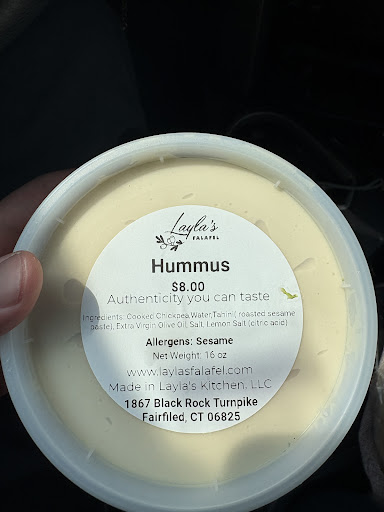 Layla's
FALAFEL
Hummus
$8.00
Authenticity you can taste
Ingredients: Cooked Chickpea,Water,Tahini( roasted sesame
paste), Extra Virgin Olive Oil, Salt, Lemon Salt (citric acid)
Allergens: Sesame
Net Weight: 16 oz
www.laylasfalafel.com
Made in Layla's Kitchen, LLC
1867 Black Rock Turnpike
Fairfiled, CT 06825